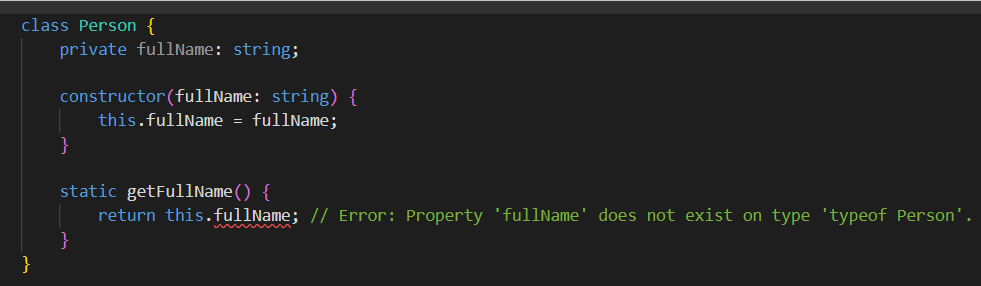 class Person {
    private fullName: string;

    constructor(fullName: string) {
        this.fullName = fullName;
    }

    static getFullName() {
        return this.fullName; // Error: Property 'fullName' does not exist on type 'typeof Person'.
    }
}